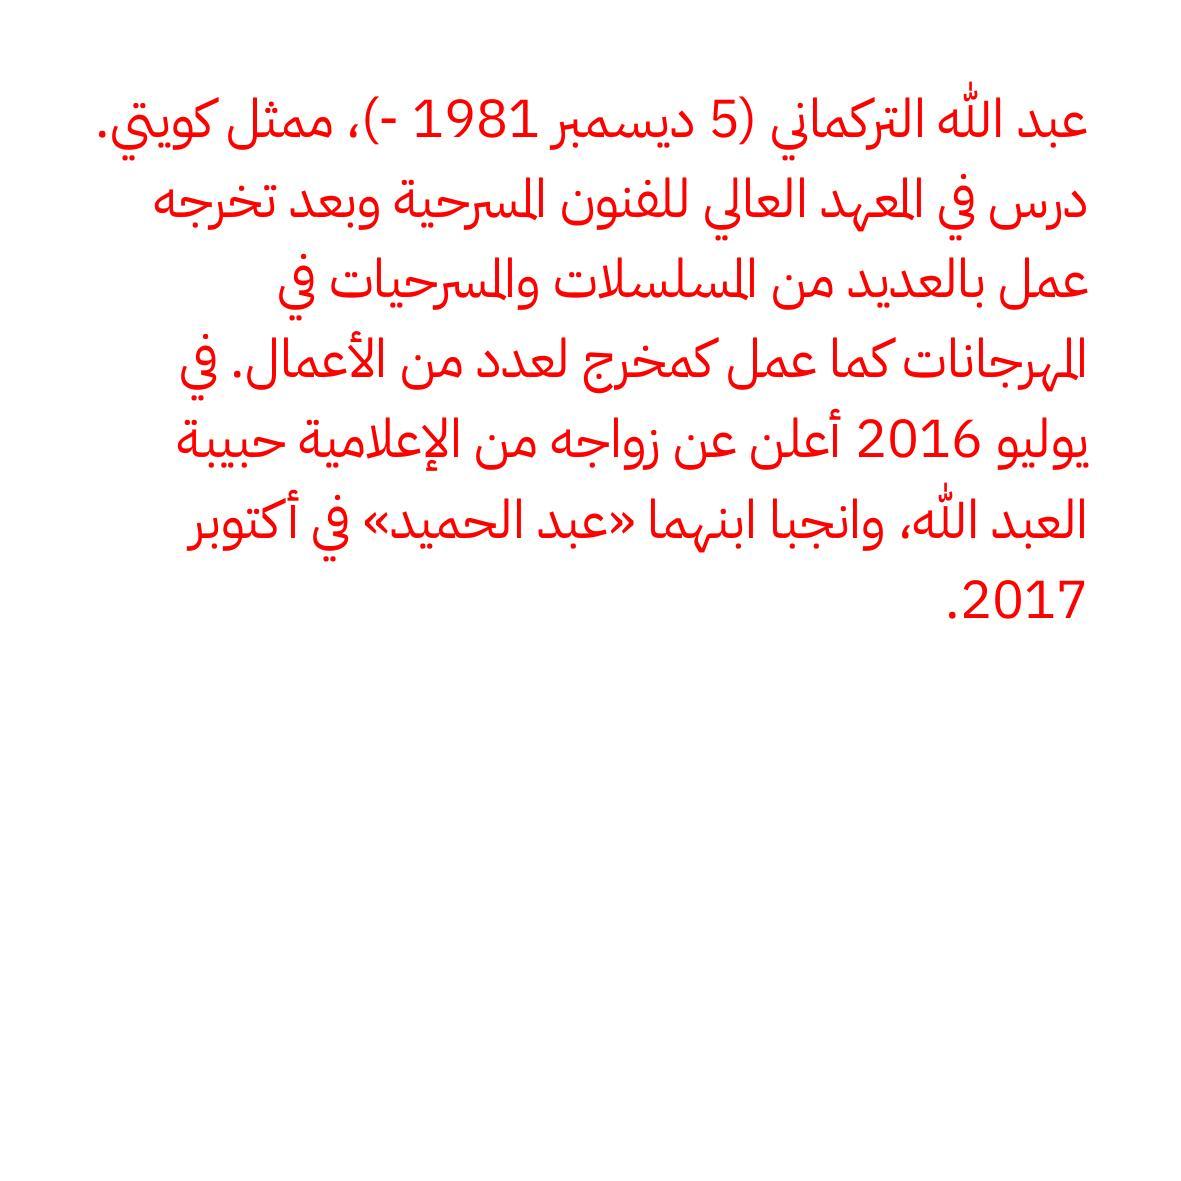 عبد الله التركماني (5 ديسمبر 1981 -)، ممثل كويتي.
درس في المعهد العالي للفنون المسرحية وبعد تخرجه
عمل بالعديد من المسلسلات والمسرحيات في
المهرجانات كما عمل كمخرج لعدد من الأعمال. في
يوليو 2016 أعلن عن زواجه من الإعلامية حبيبة
العبد الله، وانجبا ابنهما «عبد الحميد» في أكتوبر
2017.